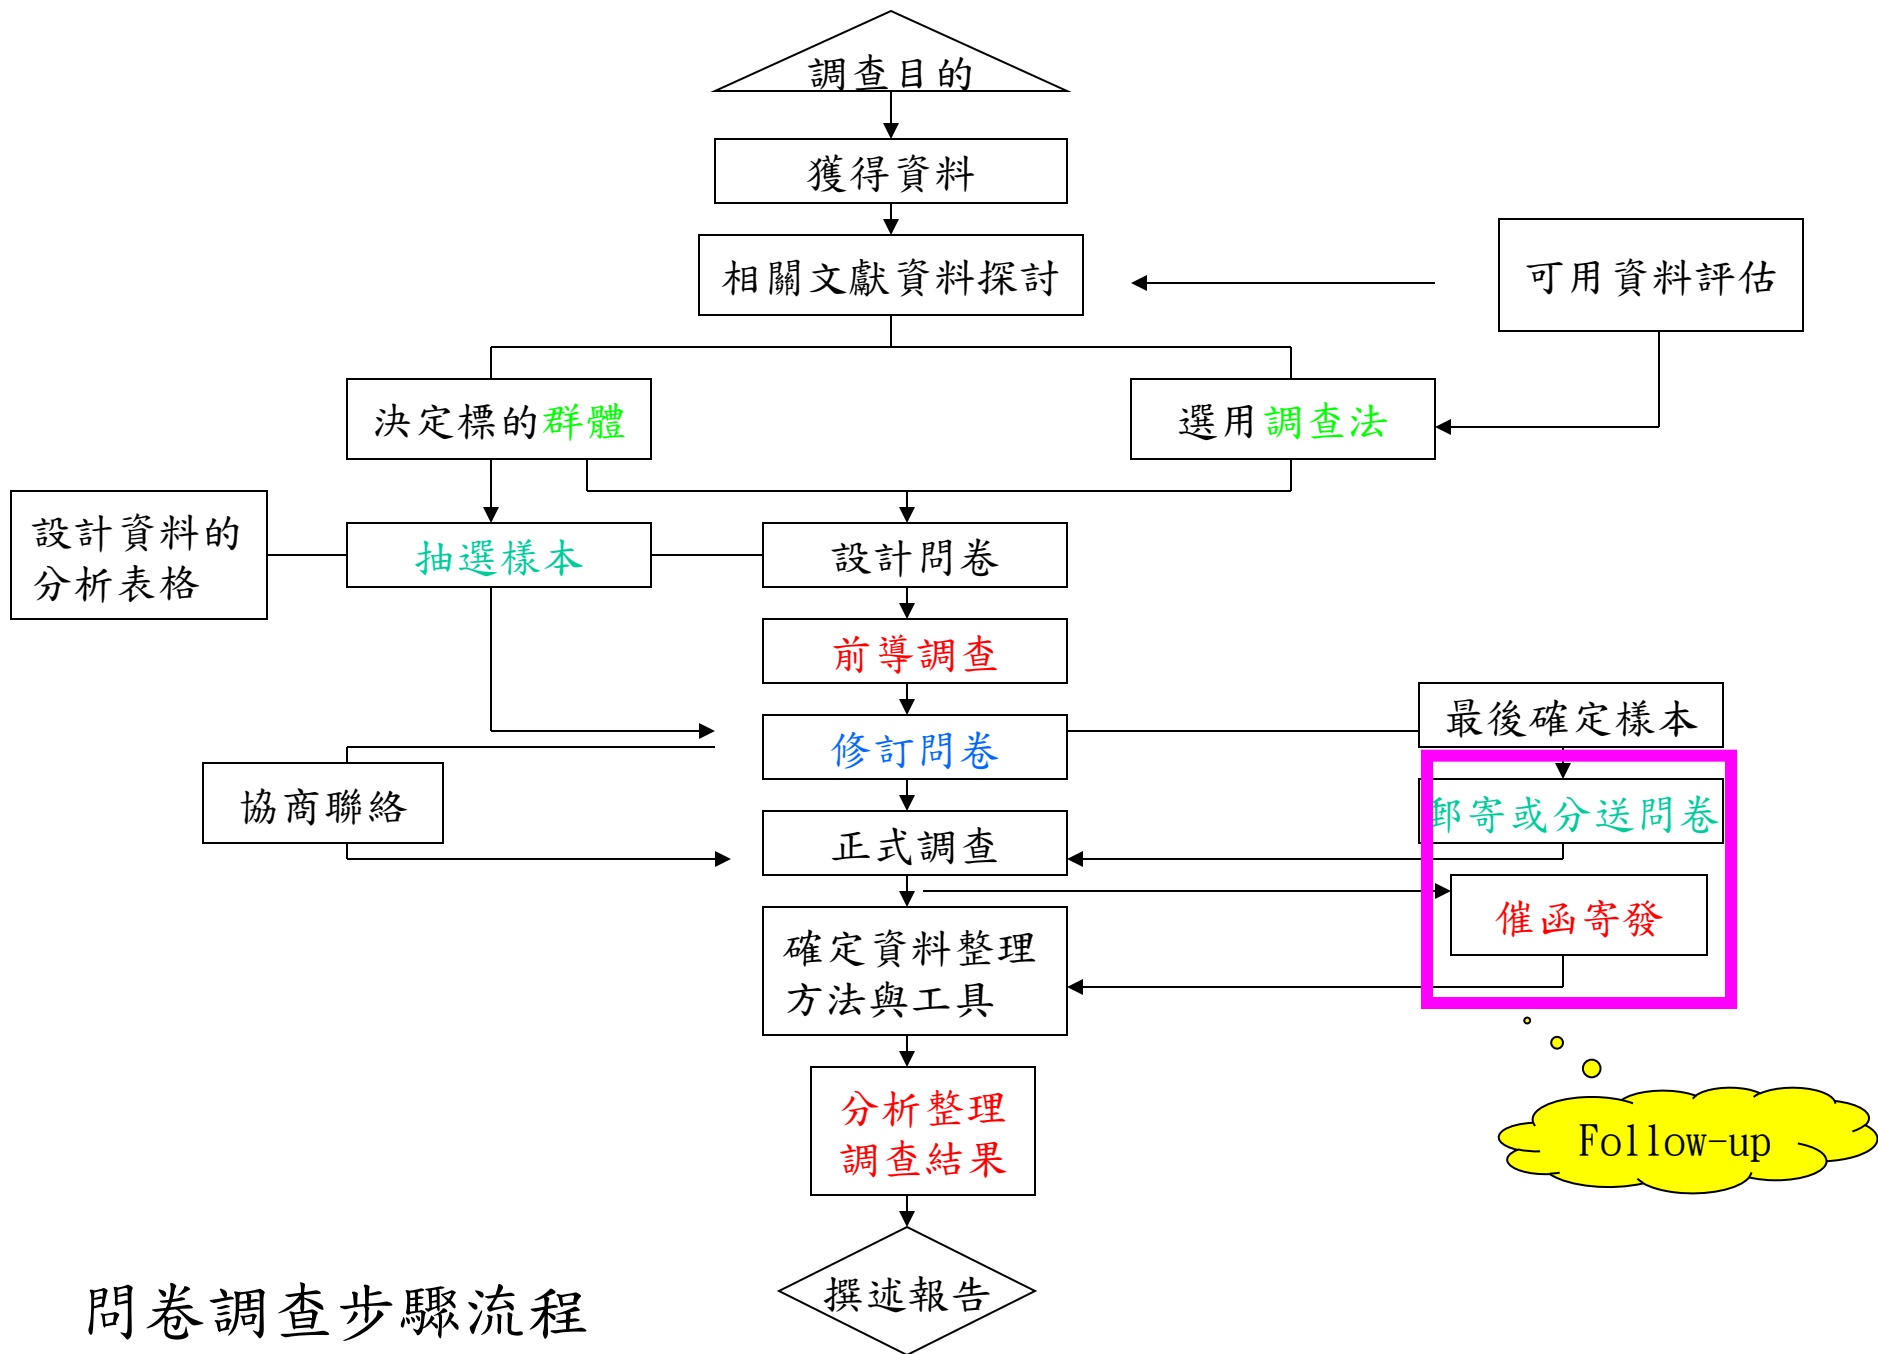 調查目的
獲得資料
相關文獻資料探討
可用資料評估
決定標的群體
選用調查法
設計資料的
分析表格
抽選樣本
設計問卷
前導調查
修訂問卷
最後確定樣本
協商聯絡
正式調查
郵寄或分送問卷
催函寄發
確定資料整理
方法與工具
分析整理
調查結果
Follow-up
撰述報告
問卷調查步驟流程